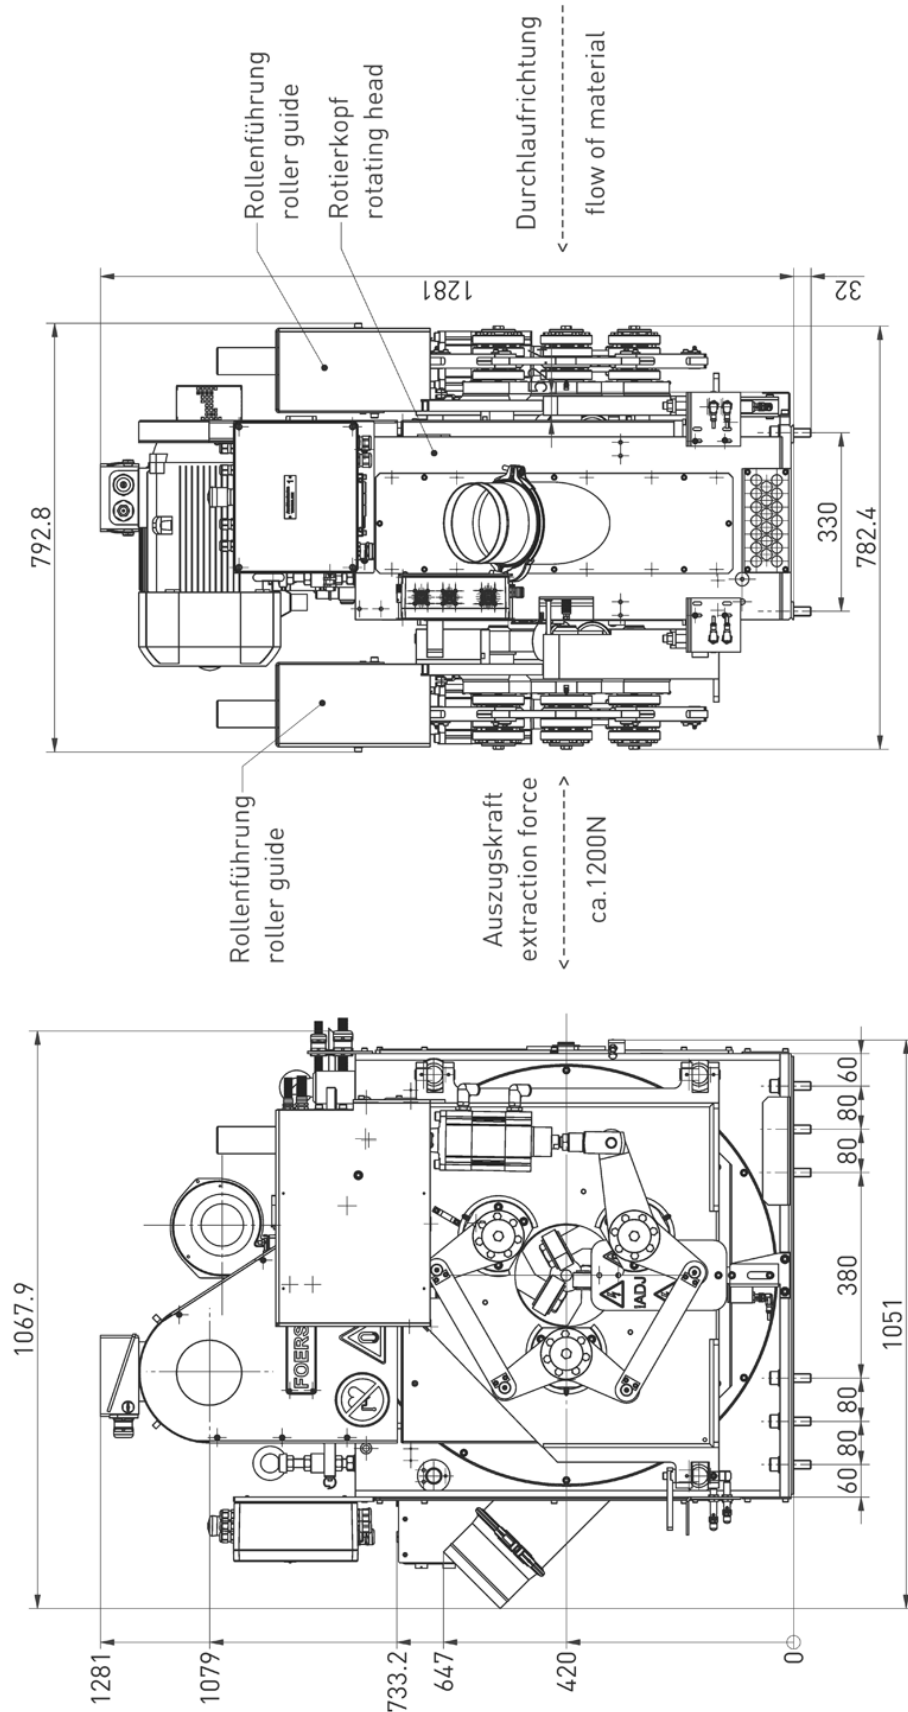 1067.9
1281
1079
733.2
647
420
0
FOERS
iADJ
60
80
80
380
80
80
60
1051
Rollenführung
roller guide
792.8
Rollenführung
roller guide
Rotierkopf
rotating head
1281
32
330
782.4
Auszugskraft
extraction force
ca.1200N
Durchlaufrichtung
flow of material